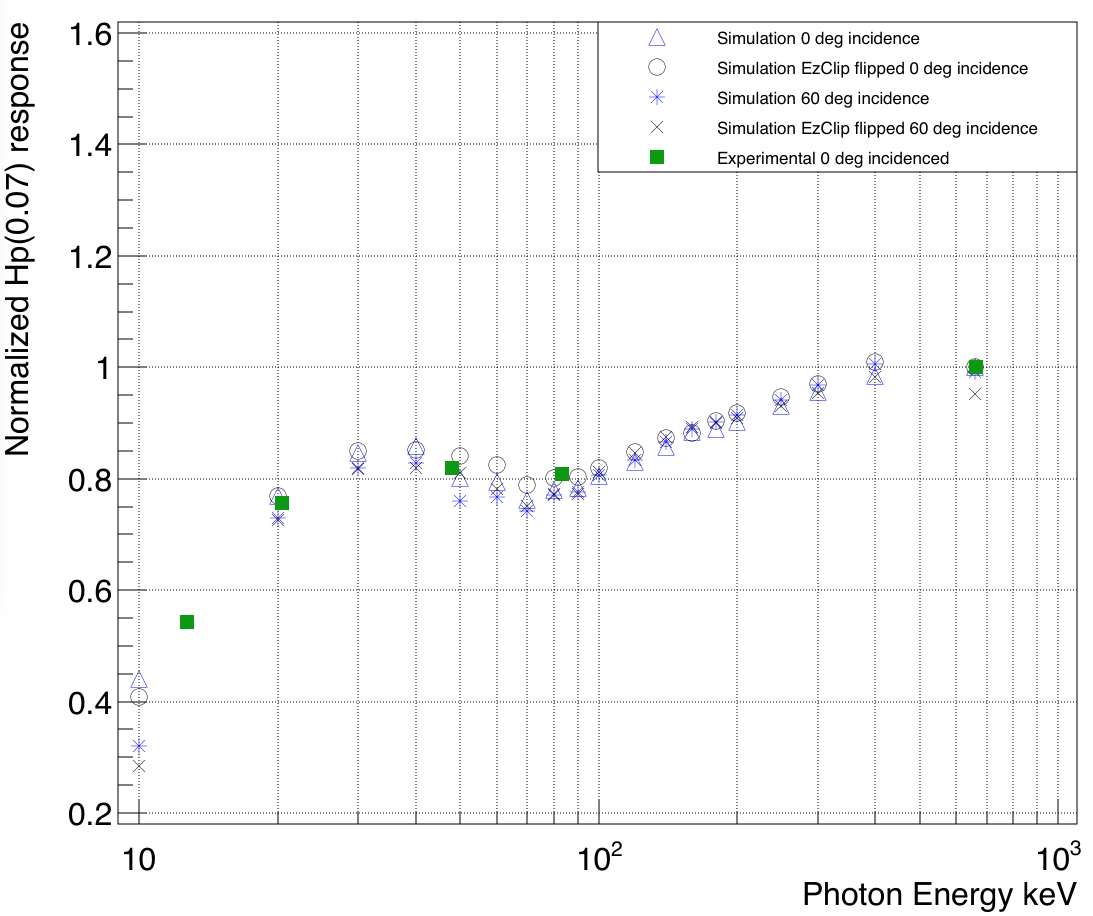 Normalized Hp(0.07) response
1.6
1.4
1.2
1
0.8
0.6
0.4
0.2
Simulation 0 deg incidence
Simulation EzClip flipped 0 deg incidence
Simulation 60 deg incidence
Simulation EzClip flipped 60 deg incidence
Experimental 0 deg incidenced
10 10² 10³
Photon Energy keV